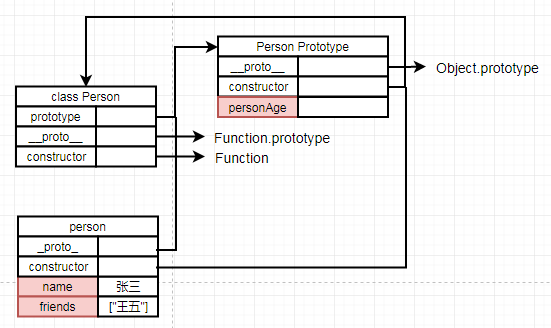 Person Prototype
__proto__
constructor
personAge
Object.prototype
class Person
prototype
__proto__
constructor
Function.prototype
Function
person
_proto_
constructor
name 张三
friends ["王五"]